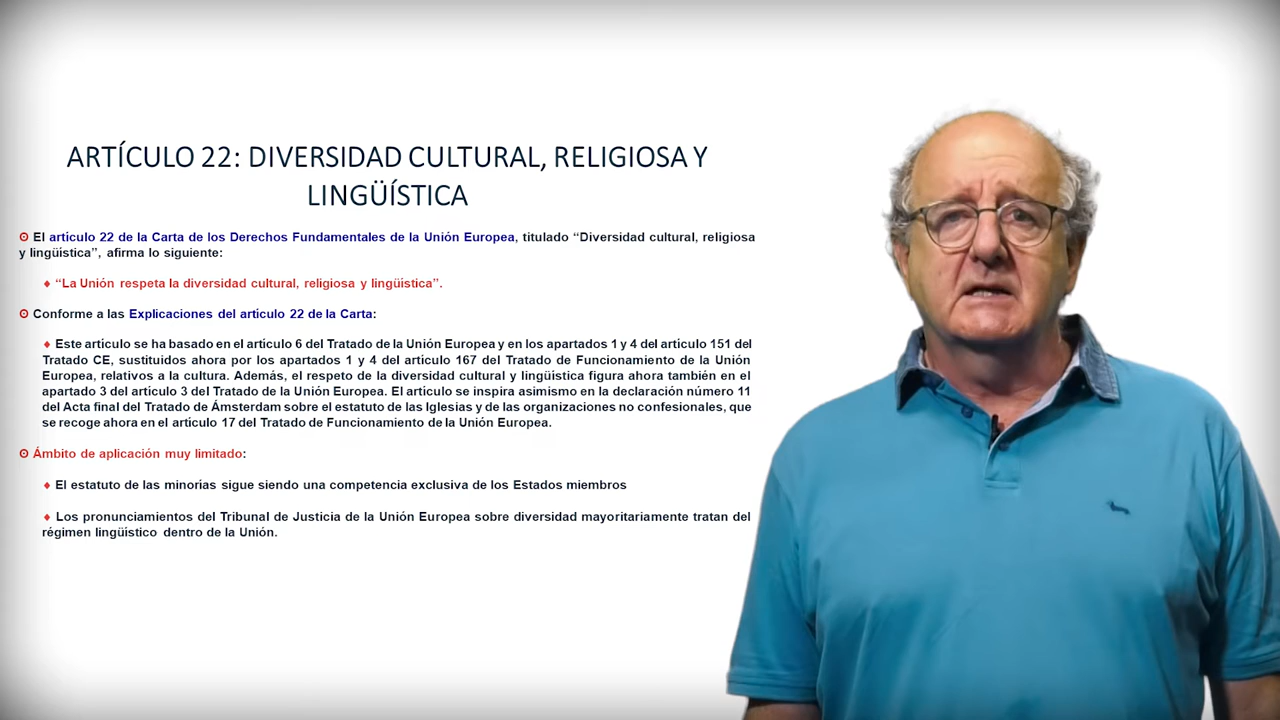 ARTÍCULO 22: DIVERSIDAD CULTURAL, RELIGIOSA Y
LINGÜÍSTICA
El artículo 22 de la Carta de los Derechos Fundamentales de la Unión Europea, titulado “Diversidad cultural, religiosa
y lingüística”, afirma lo siguiente:
“La Unión respeta la diversidad cultural, religiosa y lingüística”.
Conforme a las Explicaciones del artículo 22 de la Carta:
Este artículo se ha basado en el artículo 6 del Tratado de la Unión Europea y en los apartados 1 y 4 del artículo 151 del
Tratado CE, sustituidos ahora por los apartados 1 y 4 del artículo 167 del Tratado de Funcionamiento de la Unión
Europea, relativos a la cultura. Además, el respeto de la diversidad cultural y lingüística figura ahora también en el
apartado 3 del artículo 3 del Tratado de la Unión Europea. El artículo se inspira asimismo en la declaración número 11
del Acta final del Tratado de Ámsterdam sobre el estatuto de las Iglesias y de las organizaciones no confesionales, que
se recoge ahora en el artículo 17 del Tratado de Funcionamiento de la Unión Europea.
Ámbito de aplicación muy limitado:
El estatuto de las minorías sigue siendo una competencia exclusiva de los Estados miembros
Los pronunciamientos del Tribunal de Justicia de la Unión Europea sobre diversidad mayoritariamente tratan del
régimen lingüístico dentro de la Unión.